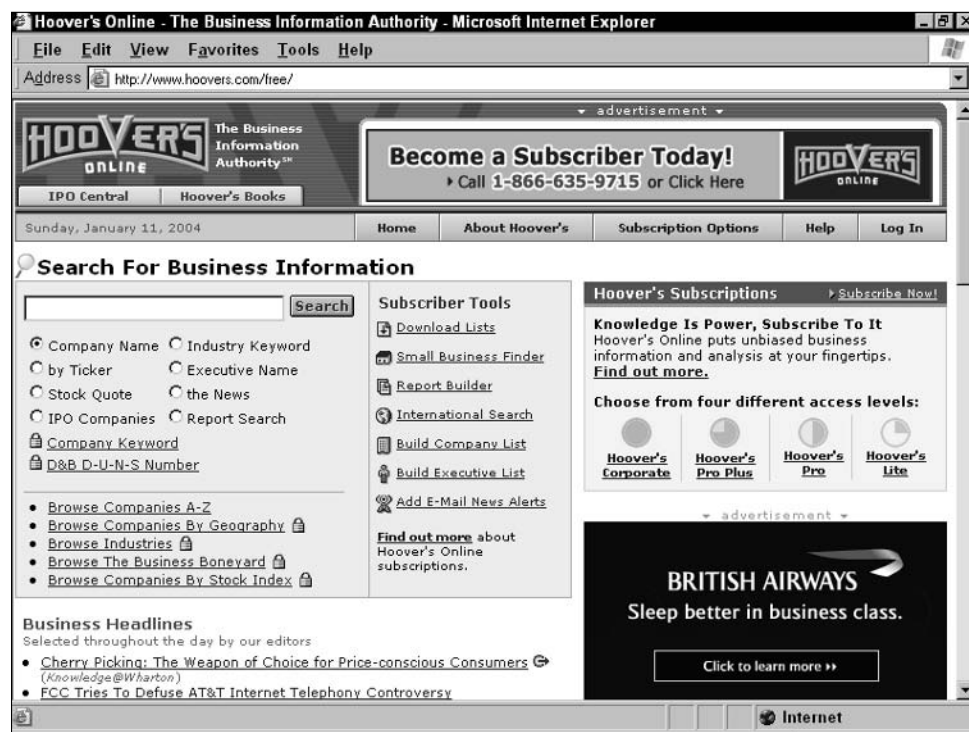 Hoover's Online - The Business Information Authority - Microsoft Internet Explorer
File Edit View Favorites Tools Help
Address http://www.hoovers.com/free/
advertisement
HOOVER'S
ONLINE
The Business
Information
Authority SM
Become a Subscriber Today!
Call 1-866-635-9715 or Click Here
HOOVER'S
ONLINE
IPO Central Hoover's Books
Sunday, January 11, 2004 Home About Hoover's Subscription Options Help Log In
Search For Business Information
Search
Company Name Industry Keyword
by Ticker Executive Name
Stock Quote the News
IPO Companies Report Search
Company Keyword
D&B D-U-N-S Number
Browse Companies A-Z
Browse Companies By Geography
Browse Industries
Browse The Business Boneyard
Browse Companies By Stock Index
Subscriber Tools
Download Lists
Small Business Finder
Report Builder
International Search
Build Company List
Build Executive List
Add E-Mail News Alerts
Find out more about
Hoover's Online
subscriptions.
Hoover's Subscriptions Subscribe Now!
Knowledge Is Power, Subscribe To It
Hoover's Online puts unbiased business
information and analysis at your fingertips.
Find out more.
Choose from four different access levels:
Hoover's Corporate
Hoover's Pro Plus
Hoover's Pro
Hoover's Lite
advertisement
BRITISH AIRWAYS
Sleep better in business class.
Click to learn more
Business Headlines
Selected throughout the day by our editors
Cherry Picking: The Weapon of Choice for Price-conscious Consumers
(Knowledge@Wharton)
FCC Tries To Defuse AT&T Internet Telephony Controversy
Internet